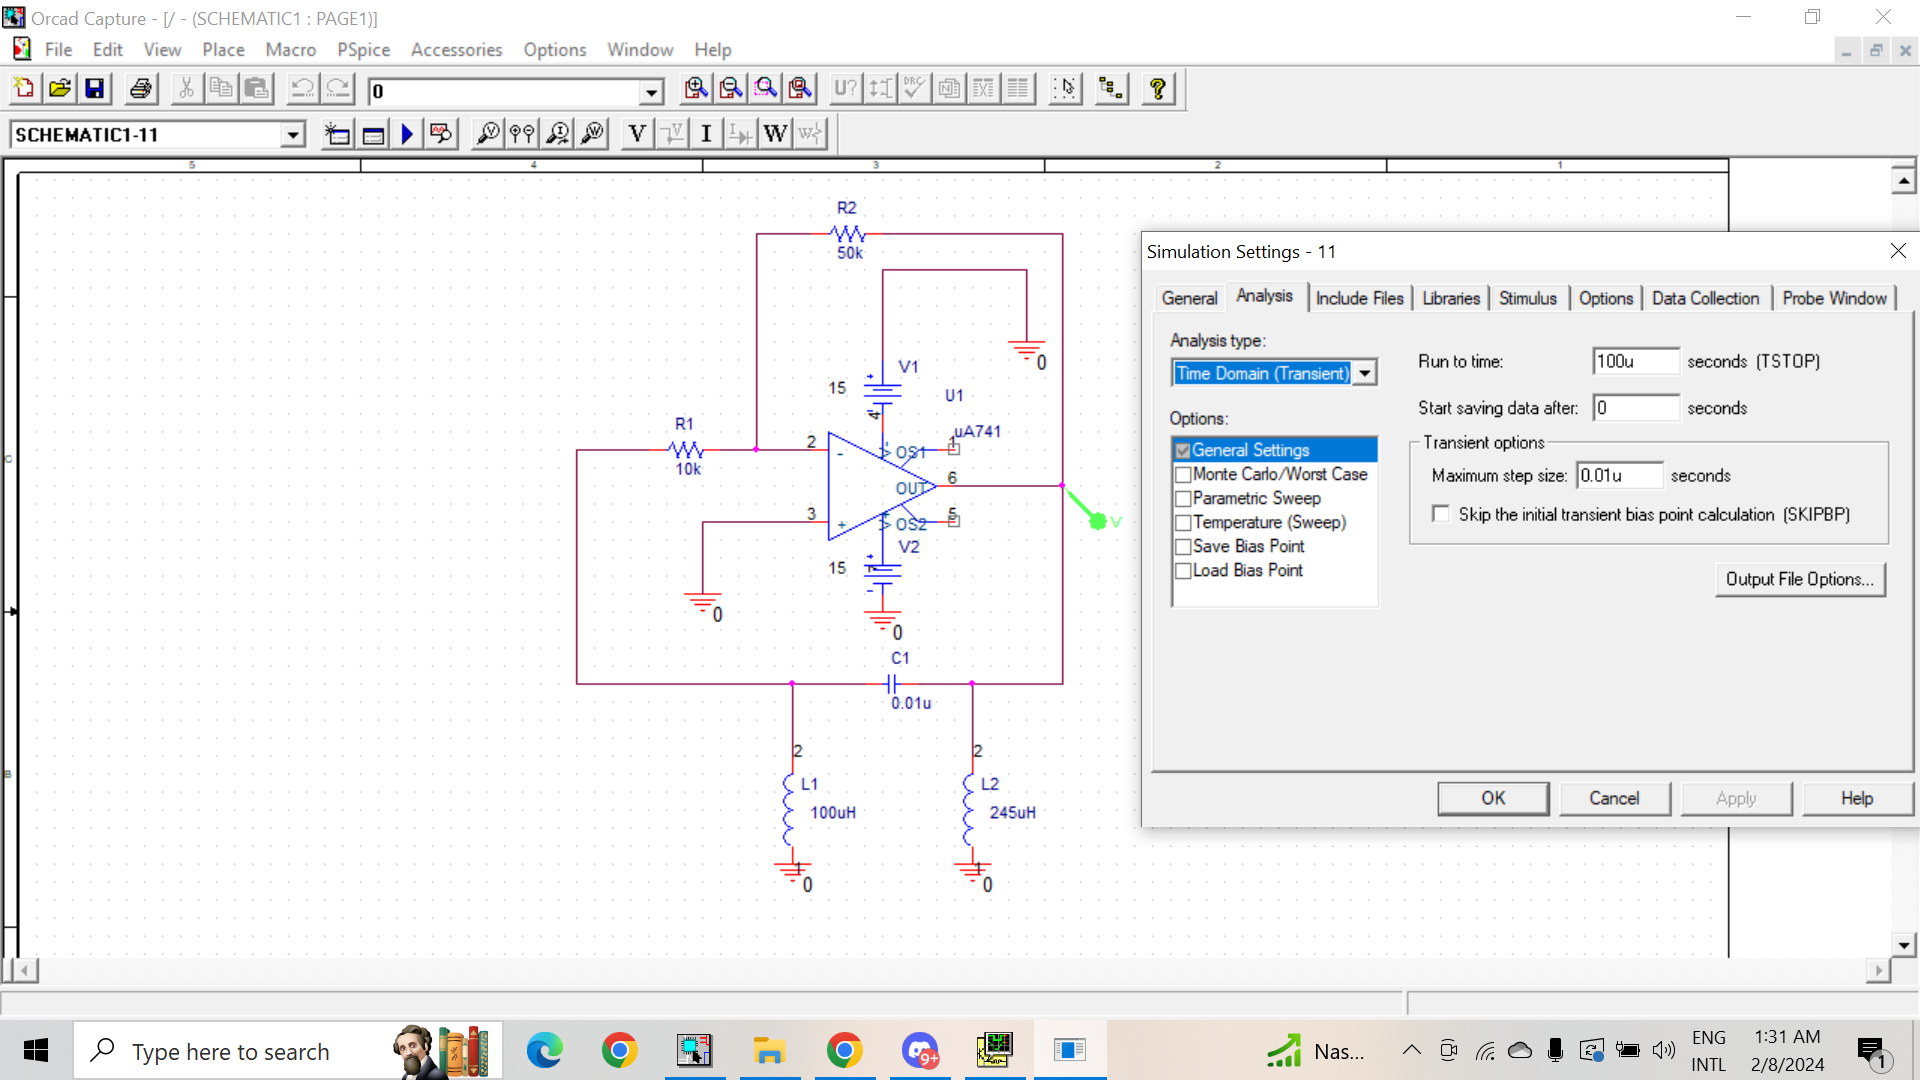 Orcad Capture - [/ - (SCHEMATIC1 : PAGE1)]
File Edit View Place Macro PSpice Accessories Options Window Help
0
U?
DRC
SCHEMATIC1-11
V V I I W W
5 4 3 2 1
R2
50k
0
V1
15
4
U1
uA741
R1
10k
2
-
OS1
1
OUT
6
3
+
OS2
5
V
V2
15
0
0
C1
0.01u
2
2
L1
L2
100uH
245uH
1
1
0
0
C
B
Simulation Settings - 11
General Analysis Include Files Libraries Stimulus Options Data Collection Probe Window
Analysis type:
Time Domain (Transient)
Options:
General Settings
Monte Carlo/Worst Case
Parametric Sweep
Temperature (Sweep)
Save Bias Point
Load Bias Point
Run to time: 100u seconds (TSTOP)
Start saving data after: 0 seconds
Transient options
Maximum step size: 0.01u seconds
Skip the initial transient bias point calculation (SKIPBP)
Output File Options...
OK Cancel Apply Help
Type here to search
9+
Nas...
ENG
INTL
1:31 AM
2/8/2024
1